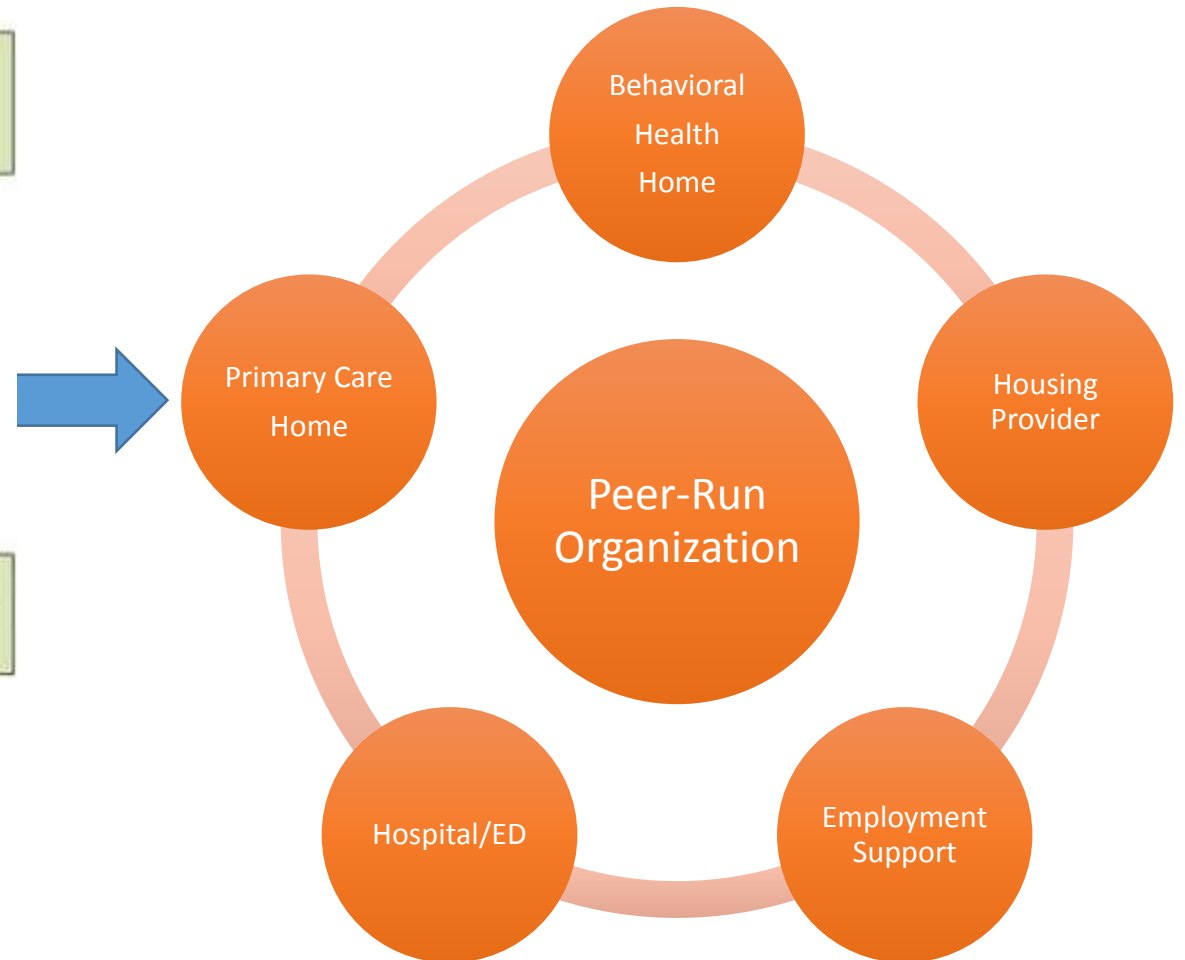 Behavioral
Health
Home
Primary Care
Home
Housing
Provider
Peer-Run
Organization
Hospital/ED
Employment
Support